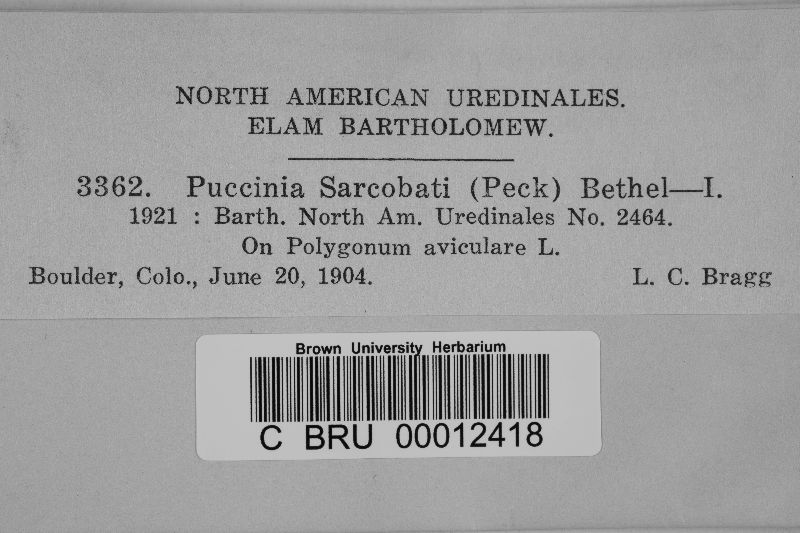 NORTH AMERICAN UREDINALES.
ELAM BARTHOLOMEW.
3362. Puccinia Sarcobati (Peck) Bethel—I.
1921 : Barth. North Am. Uredinales No. 2464.
On Polygonum aviculare L.
Boulder, Colo., June 20, 1904. L. C. Bragg
Brown University Herbarium
C BRU 00012418